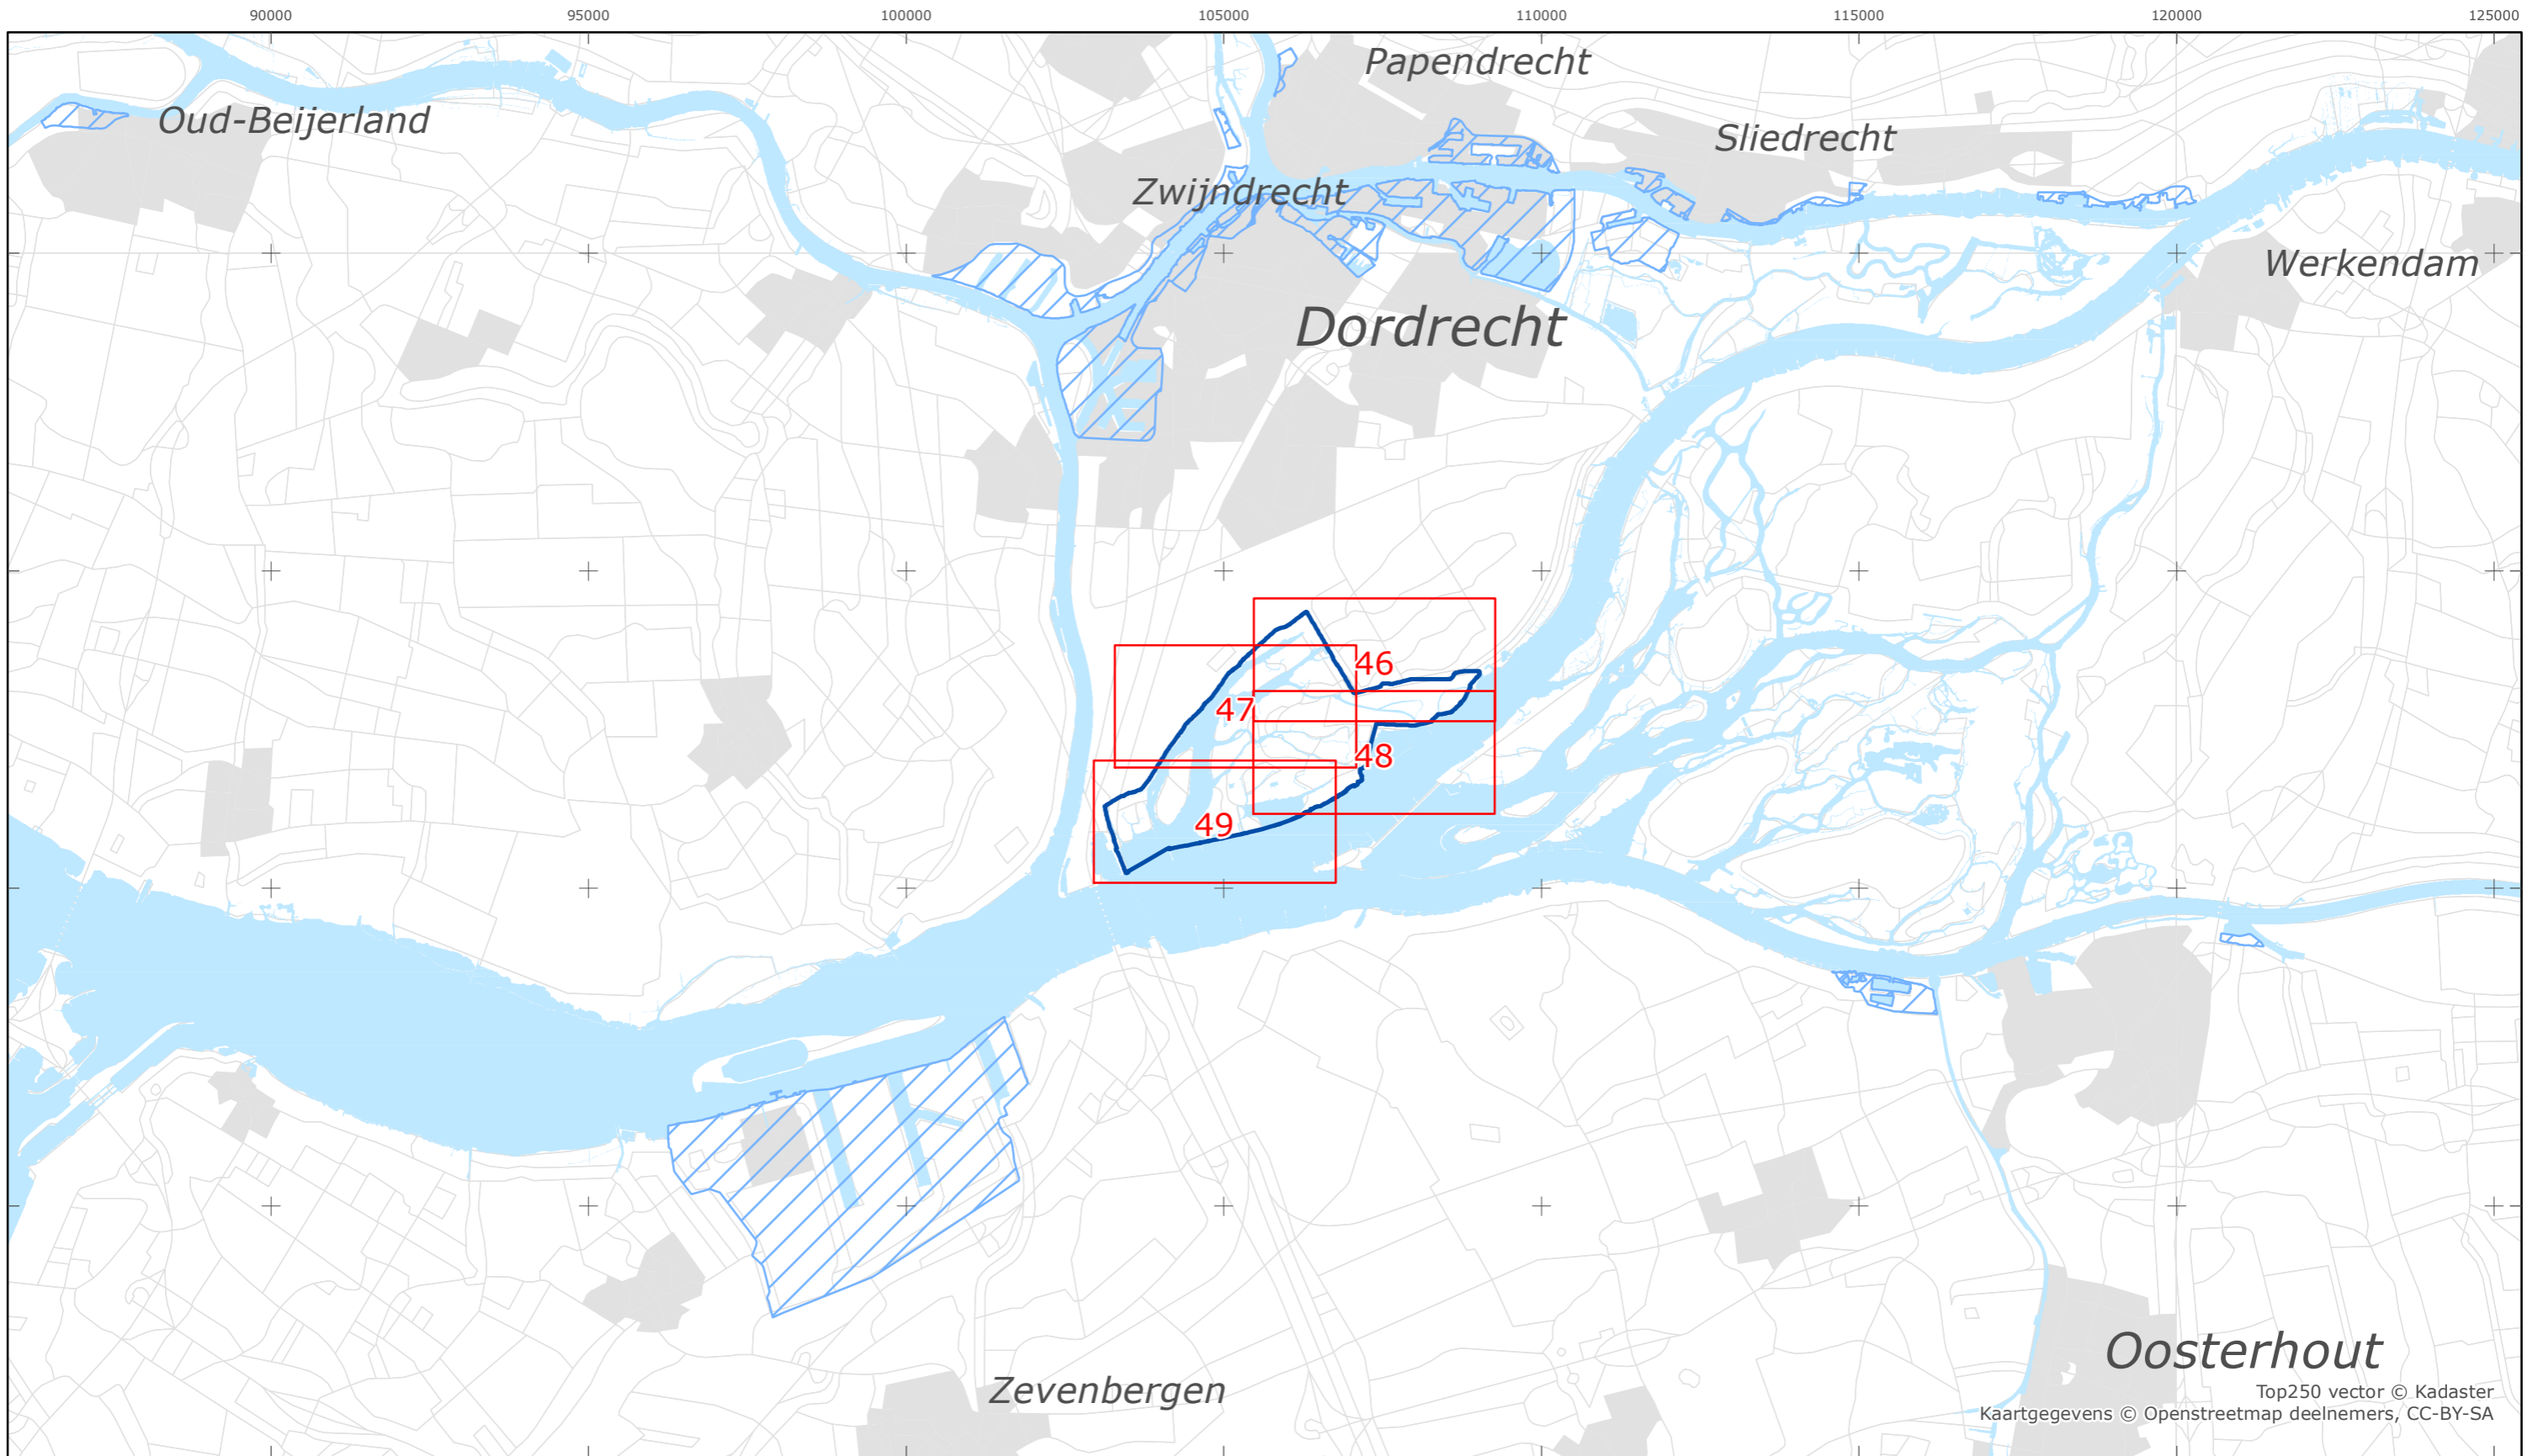 90000 95000 100000 105000 110000 115000 120000 125000
Papendrecht
Oud-Beijerland
Sliedrecht
Zwijndrecht
Werkendam
Dordrecht
46
47
48
49
Oosterhout
Zevenbergen
Top250 vector © Kadaster
Kaartgegevens © Openstreetmap deelnemers, CC-BY-SA